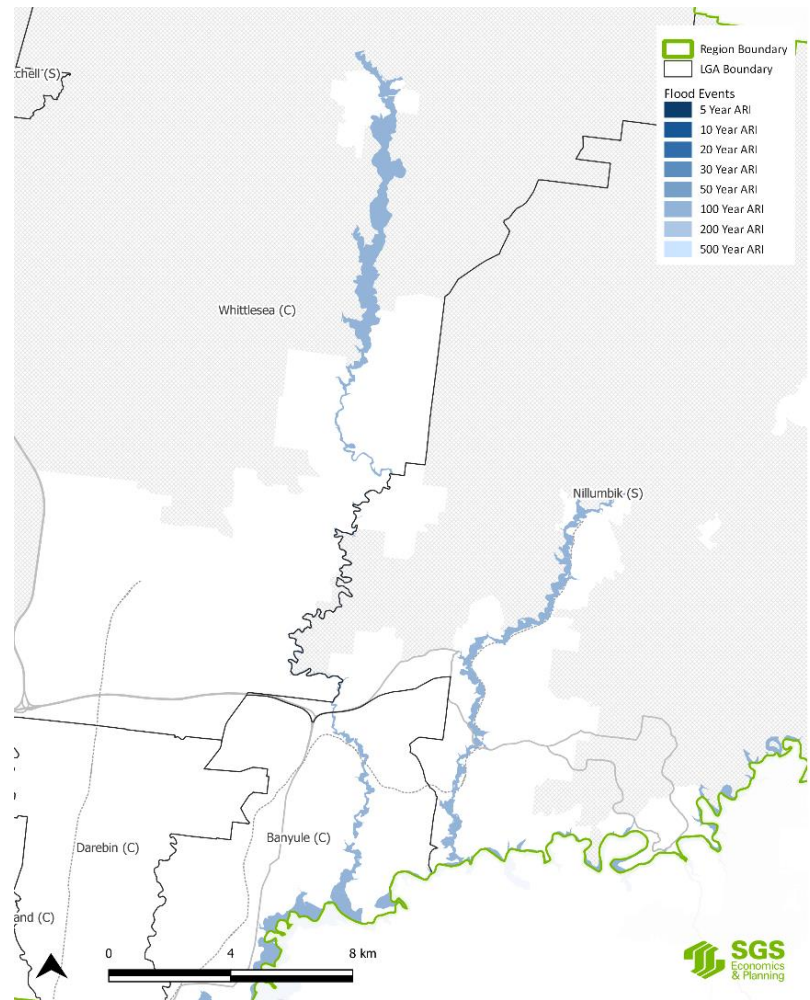 Region Boundary
LGA Boundary
Flood Events
5 Year ARI
10 Year ARI
20 Year ARI
30 Year ARI
50 Year ARI
100 Year ARI
200 Year ARI
500 Year ARI
tchell (S)
Whittlesea (C)
Nillumbik (S)
Darebin (C)
Banyule (C)
and (C)
0 4 8 km
SGS
Economics
& Planning